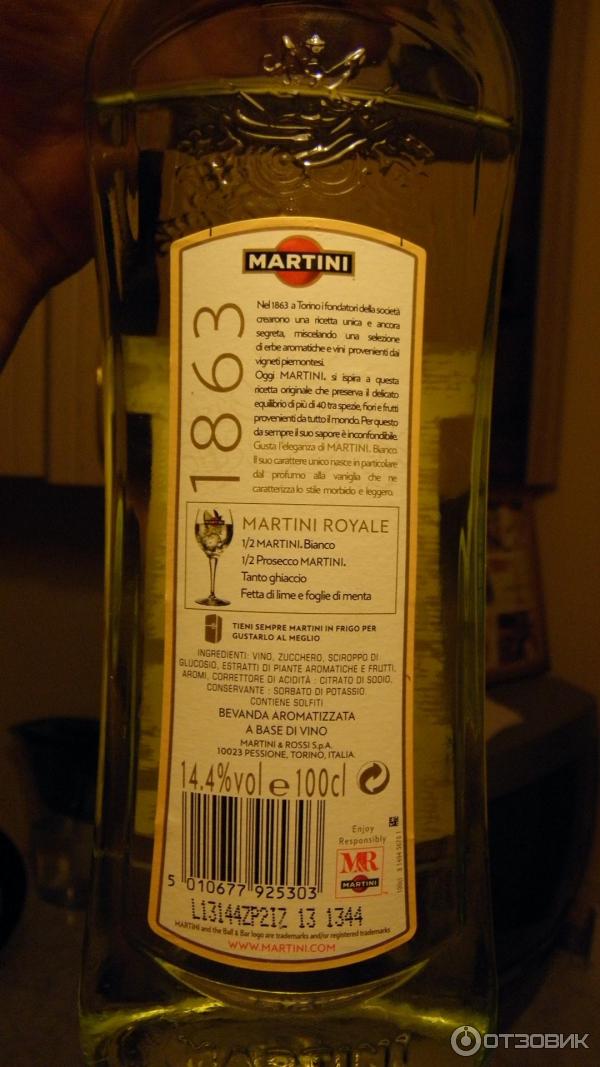 MARTINI
1863
Nel 1863 a Torino i fondatori della società
crearono una ricetta unica e ancora
segreta, miscelando una selezione
di erbe aromatiche e vini provenienti dai
vigneti piemontesi.
Oggi MARTINI. si ispira a questa
ricetta originale che preserva il delicato
equilibrio di più di 40 tra spezie, fiori e frutti
provenienti da tutto il mondo. Per questo
da sempre il suo sapore è inconfondibile.
Gusta l'eleganza di MARTINI. Bianco.
Il suo carattere unico nasce in particolare
dal profumo alla vaniglia che ne
caratterizza lo stile morbido e leggero.
MARTINI ROYALE
1/2 MARTINI. Bianco
1/2 Prosecco MARTINI.
Tanto ghiaccio
Fetta di lime e foglie di menta
TIENI SEMPRE MARTINI IN FRIGO PER
GUSTARLO AL MEGLIO
INGREDIENTI: VINO, ZUCCHERO, SCIROPPO DI
GLUCOSIO, ESTRATTI DI PIANTE AROMATICHE E FRUTTI,
AROMI, CORRETTORE DI ACIDITÀ : CITRATO DI SODIO,
CONSERVANTE : SORBATO DI POTASSIO.
CONTIENE SOLFITI
BEVANDA AROMATIZZATA
A BASE DI VINO
MARTINI & ROSSI S.p.A.
10023 PESSIONE, TORINO, ITALIA.
14.4%vol e 100cl
Enjoy
Responsibly
M&R
MARTINI
5 010677 925303
L13144ZP21Z 13 1344
MARTINI and the Ball & Bar logo are trademarks and/or registered trademarks
WWW.MARTINI.COM
ОТЗОВИК